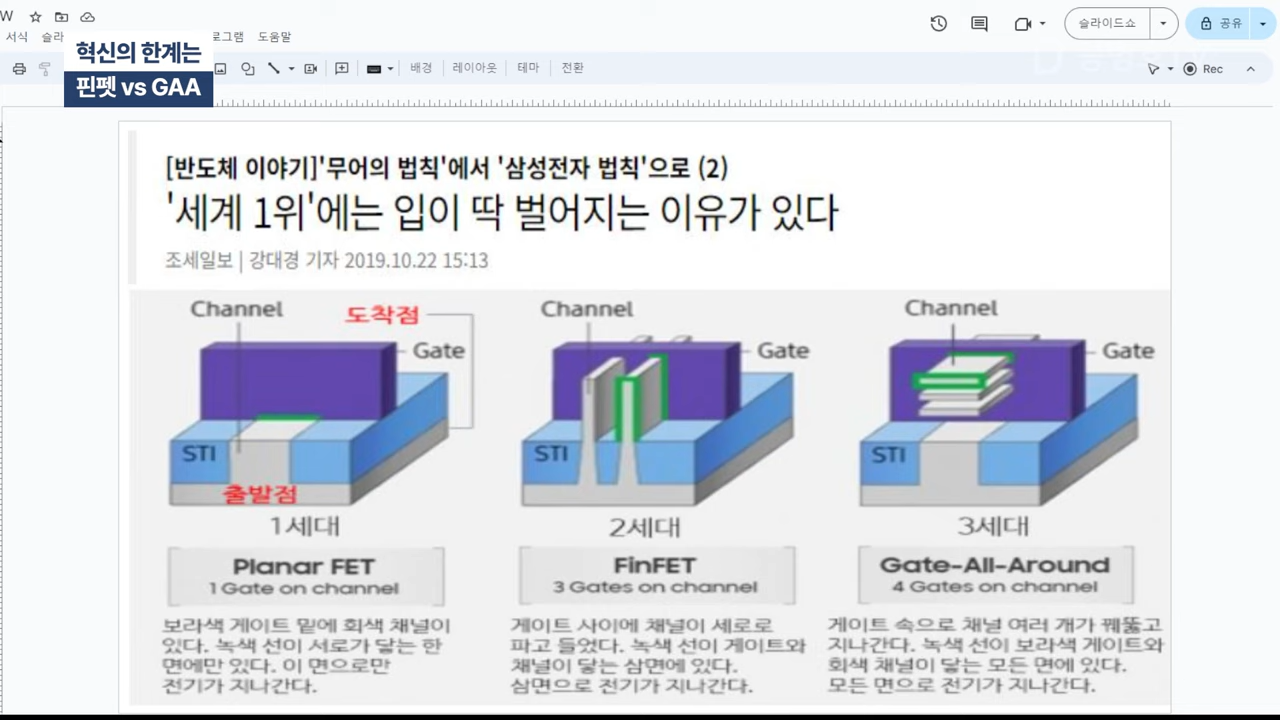 W
서식 슬라
로그램 도움말
슬라이드쇼
공유
혁신의 한계는
핀펫 vs GAA
배경 레이아웃 테마 전환
Rec
[반도체 이야기]'무어의 법칙'에서 '삼성전자 법칙'으로 (2)
'세계 1위'에는 입이 딱 벌어지는 이유가 있다
조세일보 | 강대경 기자 2019.10.22 15:13
Channel
도착점
Gate
STI
출발점
1세대
Planar FET
1 Gate on channel
보라색 게이트 밑에 회색 채널이
있다. 녹색 선이 서로가 닿는 한
면에만 있다. 이 면으로만
전기가 지나간다.
Channel
Gate
STI
2세대
FinFET
3 Gates on channel
게이트 사이에 채널이 세로로
파고 들었다. 녹색 선이 게이트와
채널이 닿는 삼면에 있다.
삼면으로 전기가 지나간다.
Channel
Gate
STI
3세대
Gate-All-Around
4 Gates on channel
게이트 속으로 채널 여러 개가 꿰뚫고
지나간다. 녹색 선이 보라색 게이트와
회색 채널이 닿는 모든 면에 있다.
모든 면으로 전기가 지나간다.